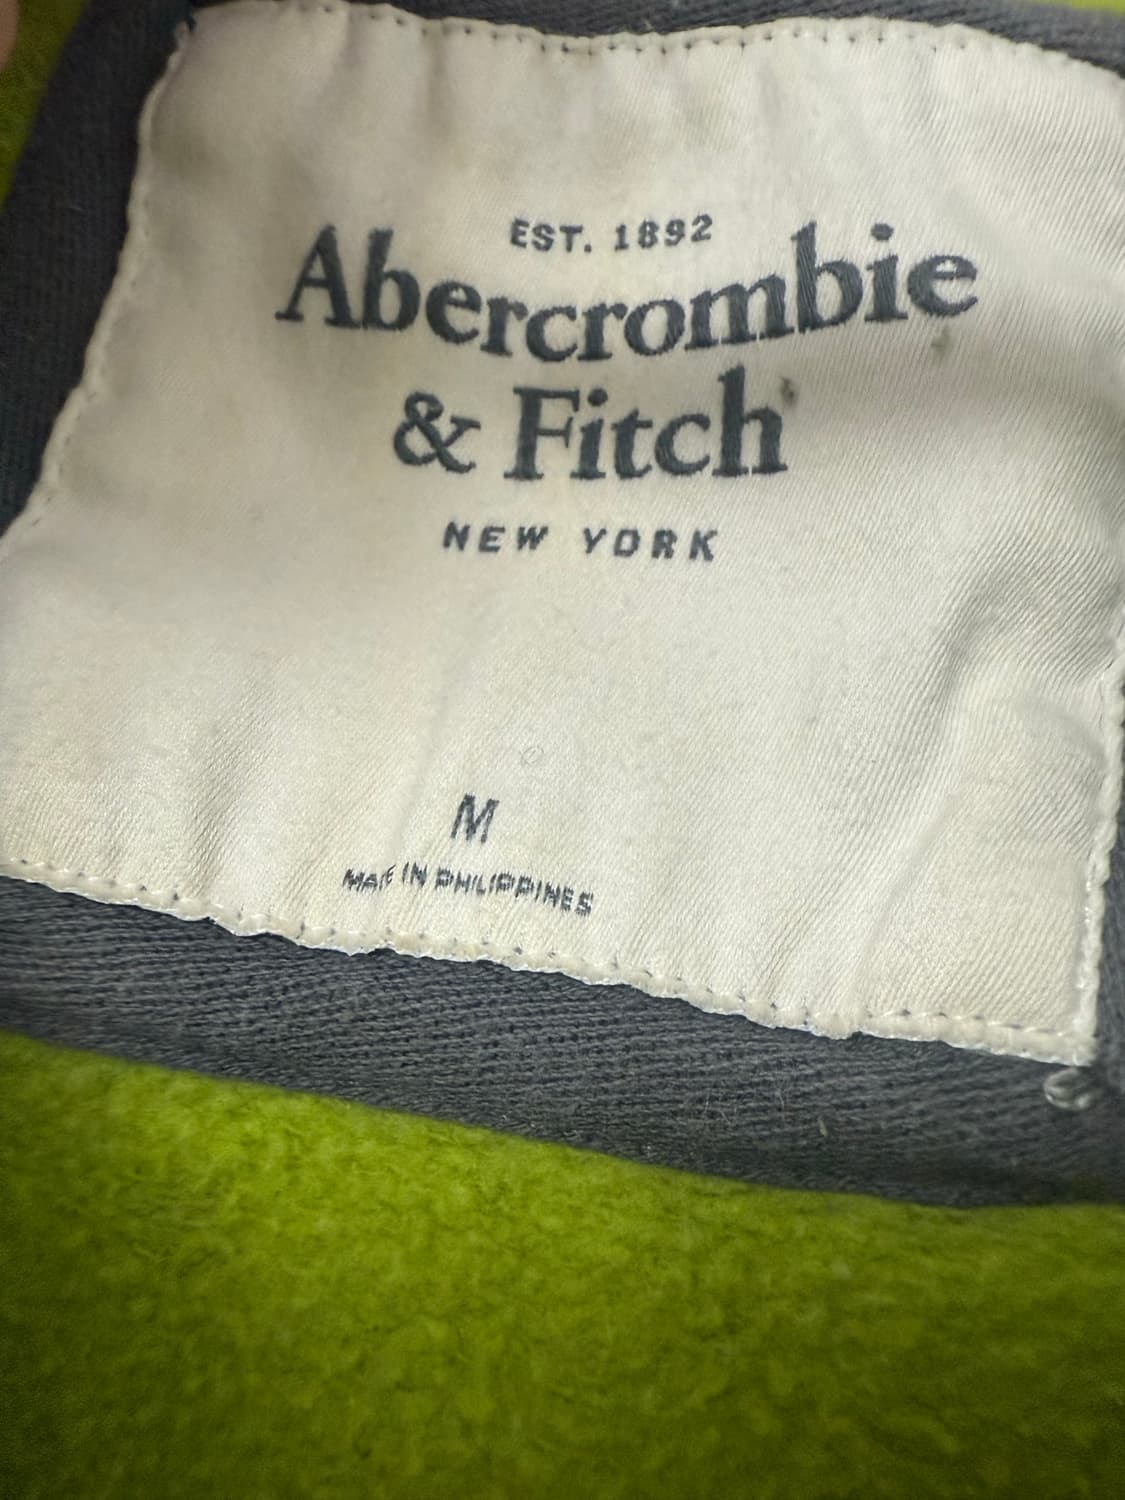 EST. 1892
Abercrombie
& Fitch
NEW YORK
M
MADE IN PHILIPPINES